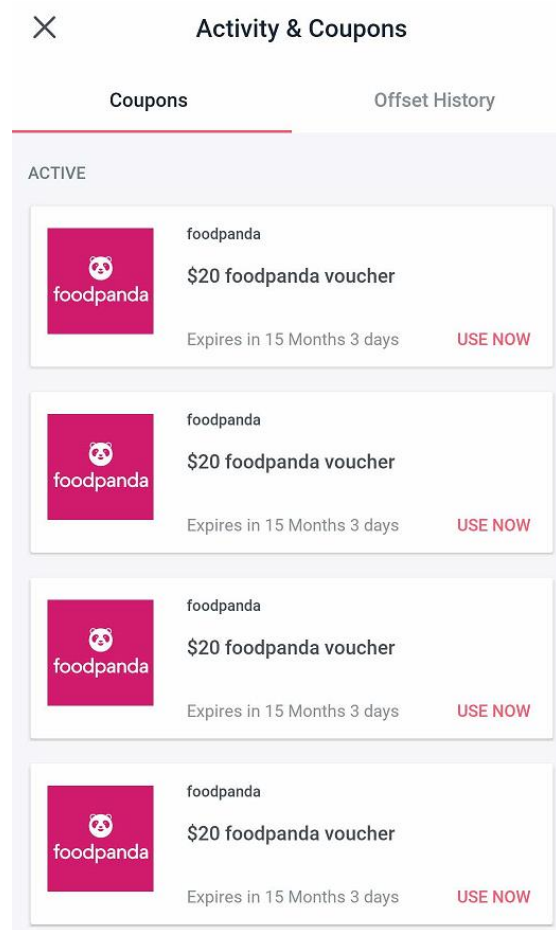 Activity & Coupons
Coupons
Offset History
ACTIVE
foodpanda
foodpanda
$20 foodpanda voucher
Expires in 15 Months 3 days
USE NOW
foodpanda
foodpanda
$20 foodpanda voucher
Expires in 15 Months 3 days
USE NOW
foodpanda
foodpanda
$20 foodpanda voucher
Expires in 15 Months 3 days
USE NOW
foodpanda
foodpanda
$20 foodpanda voucher
Expires in 15 Months 3 days
USE NOW